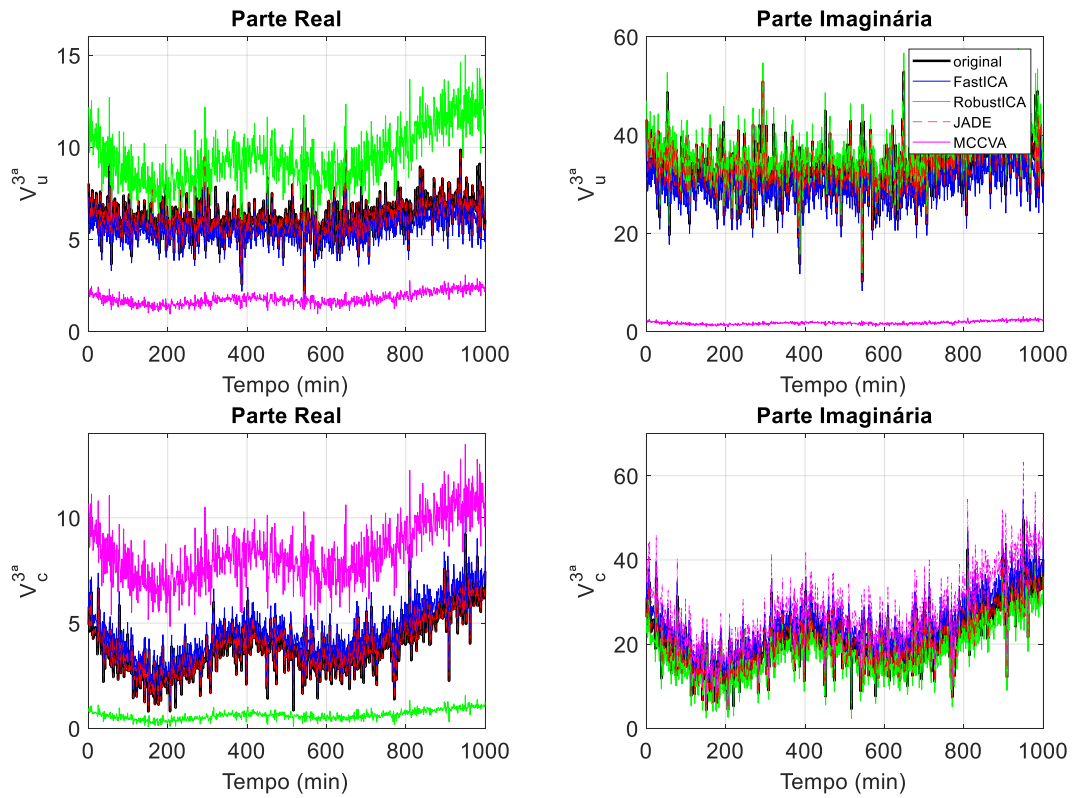 Parte Real
15
10
5
0
V_u^3ª
0 200 400 600 800 1000
Tempo (min)
Parte Imaginária
60
40
20
0
V_u^3ª
original
FastICA
RobustICA
JADE
MCCVA
0 200 400 600 800 1000
Tempo (min)
Parte Real
10
5
0
V_c^3ª
0 200 400 600 800 1000
Tempo (min)
Parte Imaginária
60
40
20
0
V_c^3ª
0 200 400 600 800 1000
Tempo (min)